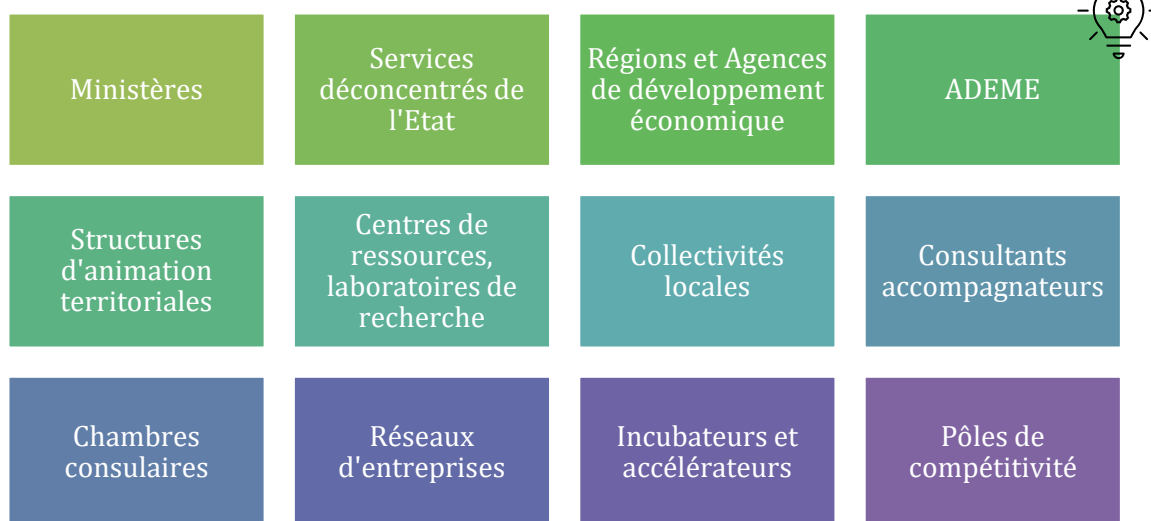 Ministères
Services
déconcentrés de
l'Etat
Régions et Agences
de développement
économique
ADEME
Structures
d'animation
territoriales
Centres de
ressources,
laboratoires de
recherche
Collectivités
locales
Consultants
accompagnateurs
Chambres
consulaires
Réseaux
d'entreprises
Incubateurs et
accélérateurs
Pôles de
compétitivité